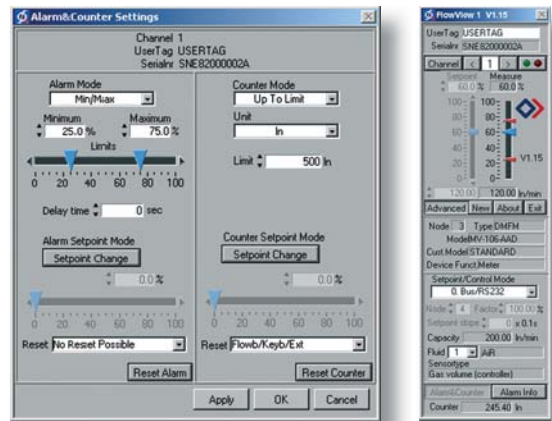 Alarm&Counter Settings
Channel 1
UserTag USERTAG
Serialnr SNE82000002A
Alarm Mode
Min/Max
Minimum Maximum
25.0 % 75.0 %
Limits
0 20 40 60 80 100
Delay time 0 sec
Alarm Setpoint Mode
Setpoint Change
0.0 %
0 20 40 60 80 100
Reset No Reset Possible
Reset Alarm
Counter Mode
Up To Limit
Unit
ln
Limit 500 ln
Counter Setpoint Mode
Setpoint Change
0.0 %
0 20 40 60 80 100
Reset Flowb/Keyb/Ext
Reset Counter
Apply OK Cancel
FlowView 1 V1.15
UserTag USERTAG
Serialnr SNE82000002A
Channel < 1 >
Setpoint Measure
60.0 % 60.0 %
100 100
80 80
60 60
40 40
20 20 V1.15
0 0
120.00 120.00 ln/min
Advanced New About Exit
Node 3 Type DMFM
Model MV-106-AAD
Cust.Model STANDARD
Device Funct. Meter
Setpoint/Control Mode
0. Bus/RS232
Node 4 Factor 100.00 %
Setpoint slope 0 x 0.1s
Capacity 200.00 ln/min
Fluid 1 AIR
Sensortype
Gas volume (controller)
Alarm&Counter Alarm Info
Counter 245.40 ln